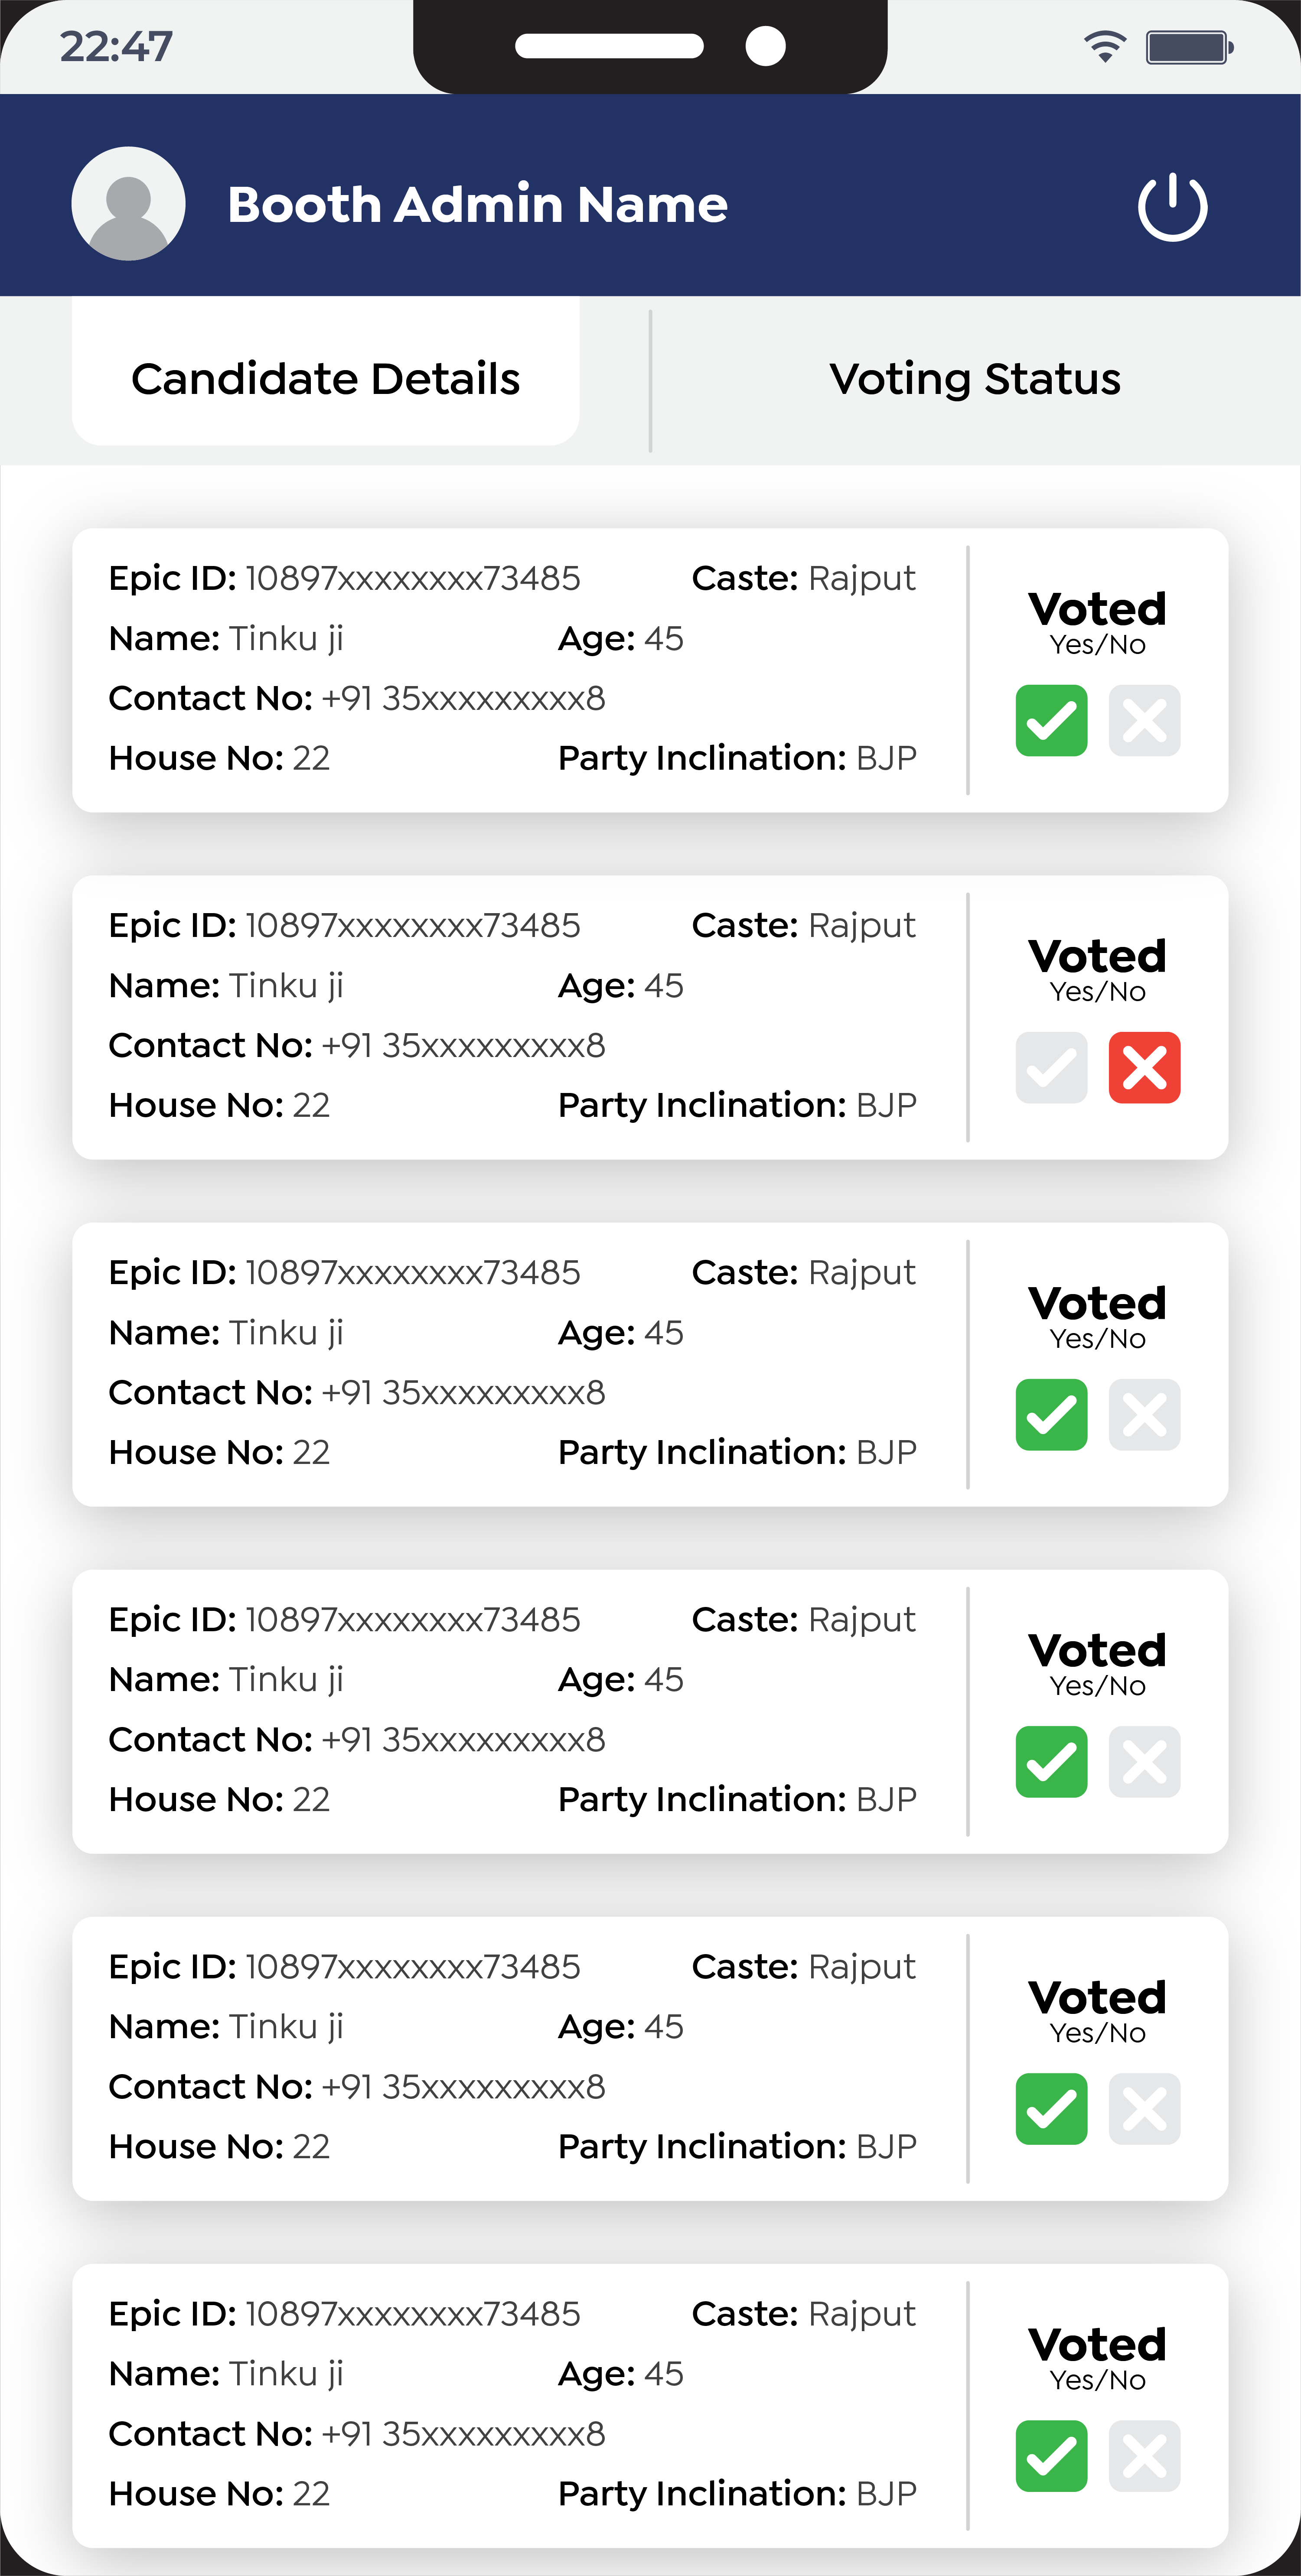 22:47
Booth Admin Name
Candidate Details
Voting Status
Epic ID: 10897xxxxxxxx73485 Caste: Rajput
Name: Tinku ji Age: 45
Contact No: +91 35xxxxxxxxx8
House No: 22 Party Inclination: BJP
Voted
Yes/No
Epic ID: 10897xxxxxxxx73485 Caste: Rajput
Name: Tinku ji Age: 45
Contact No: +91 35xxxxxxxxx8
House No: 22 Party Inclination: BJP
Voted
Yes/No
Epic ID: 10897xxxxxxxx73485 Caste: Rajput
Name: Tinku ji Age: 45
Contact No: +91 35xxxxxxxxx8
House No: 22 Party Inclination: BJP
Voted
Yes/No
Epic ID: 10897xxxxxxxx73485 Caste: Rajput
Name: Tinku ji Age: 45
Contact No: +91 35xxxxxxxxx8
House No: 22 Party Inclination: BJP
Voted
Yes/No
Epic ID: 10897xxxxxxxx73485 Caste: Rajput
Name: Tinku ji Age: 45
Contact No: +91 35xxxxxxxxx8
House No: 22 Party Inclination: BJP
Voted
Yes/No
Epic ID: 10897xxxxxxxx73485 Caste: Rajput
Name: Tinku ji Age: 45
Contact No: +91 35xxxxxxxxx8
House No: 22 Party Inclination: BJP
Voted
Yes/No